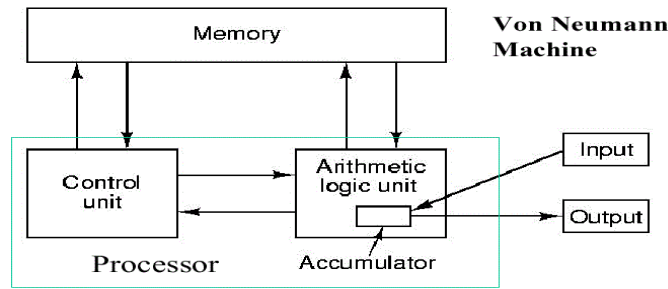 Memory
Von Neumann
Machine
Control
unit
Arithmetic
logic unit
Input
Output
Processor
Accumulator